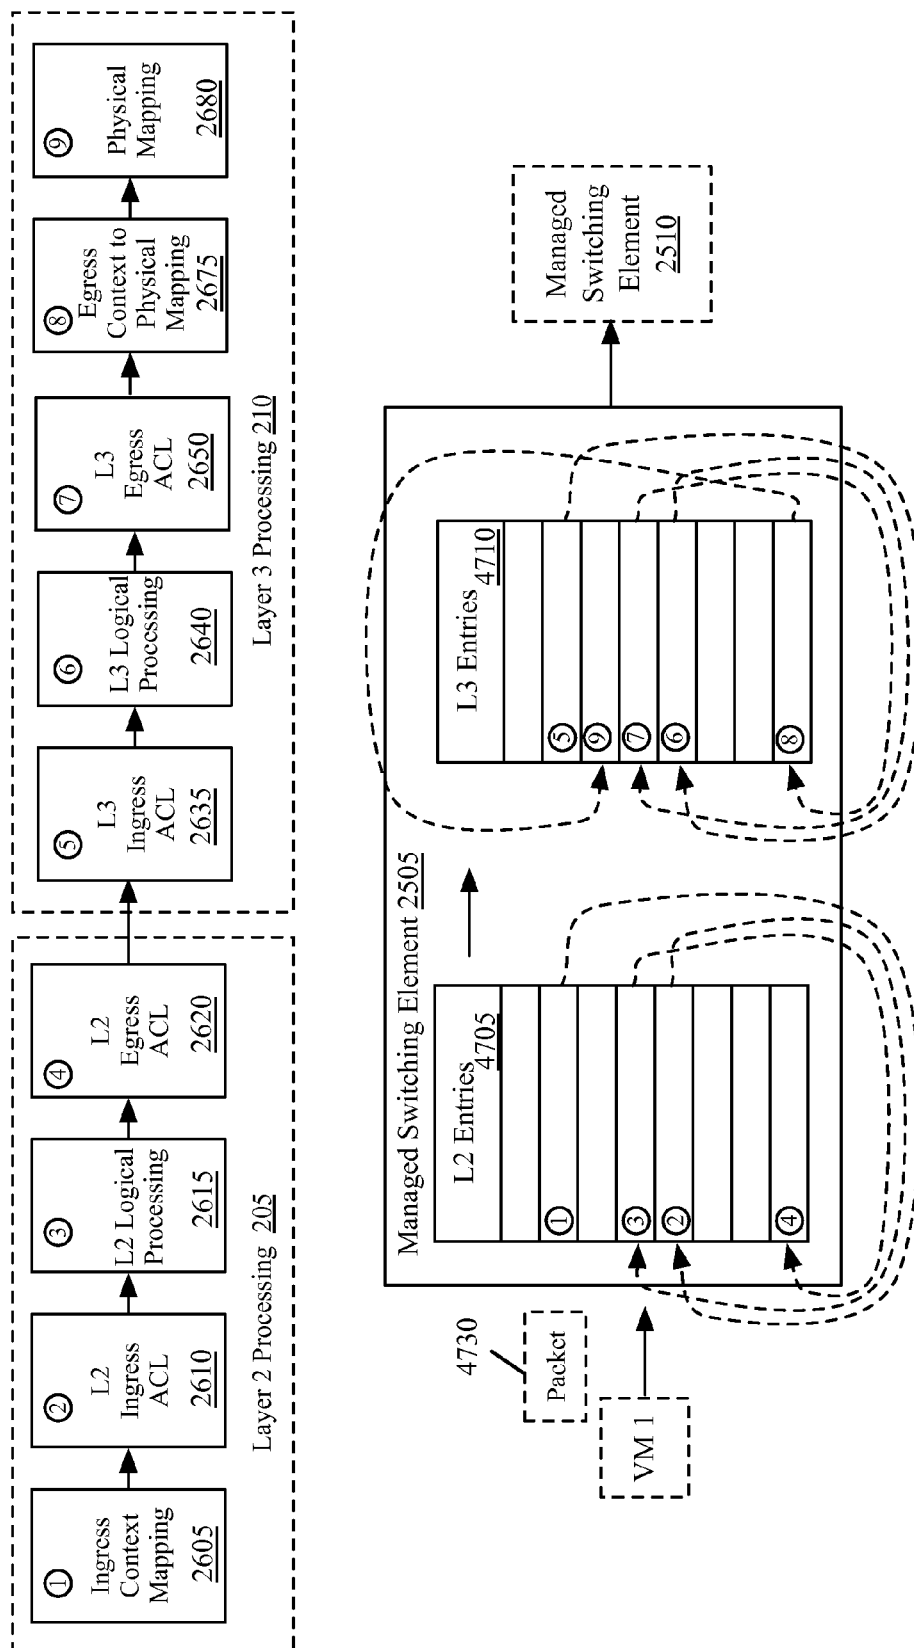 ①
Ingress
Context
Mapping
2605
②
L2
Ingress
ACL
2610
③
L2 Logical
Processing
2615
④
L2
Egress
ACL
2620
Layer 2 Processing 205
⑤
L3
Ingress
ACL
2635
⑥
L3 Logical
Processing
2640
⑦
L3
Egress
ACL
2650
⑧
Egress
Context to
Physical
Mapping
2675
⑨
Physical
Mapping
2680
Layer 3 Processing 210
4730
Packet
VM 1
Managed Switching Element 2505
L2 Entries
4705
①
③
②
④
L3 Entries
4710
⑤
⑨
⑦
⑥
⑧
Managed
Switching
Element
2510